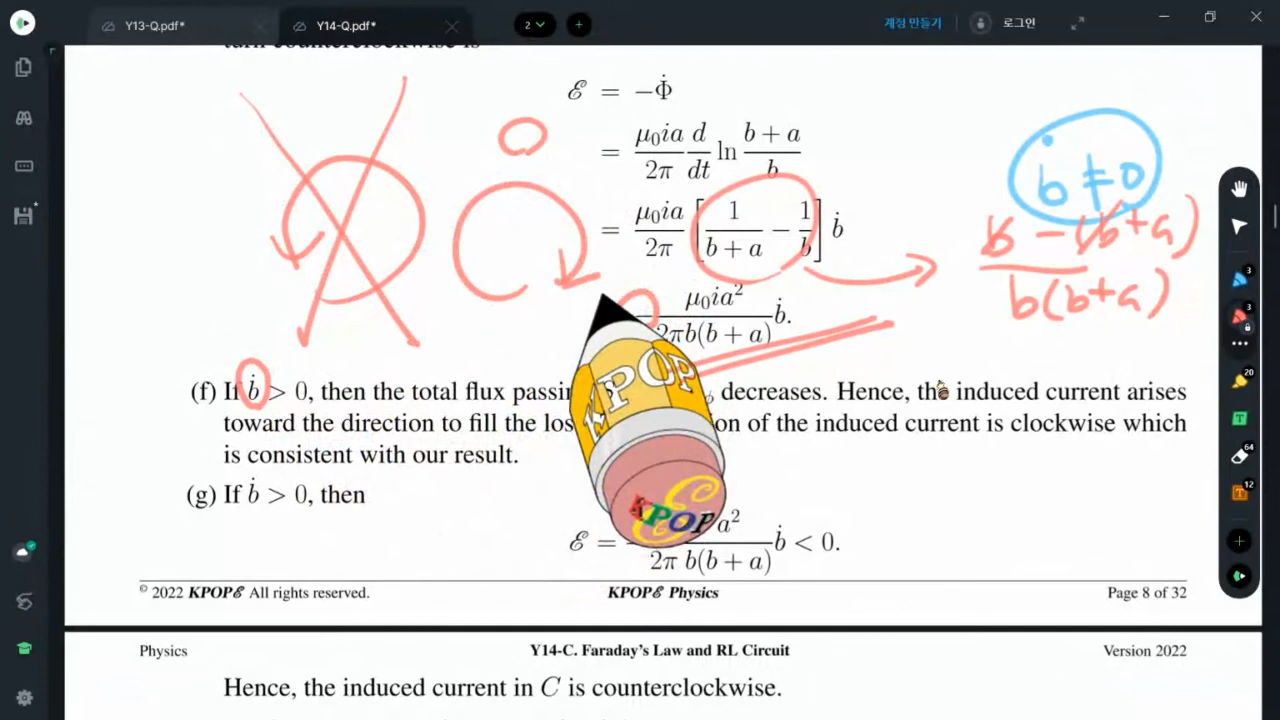 Y13-Q.pdf*
Y14-Q.pdf*
2
계정 만들기
로그인
turn counterclockwise is
ℰ = −Φ̇
= μ₀ia/2π d/dt ln (b + a)/b
= μ₀ia/2π [1/(b + a) − 1/b] ḃ
μ₀ia²/2πb(b + a) ḃ.
ḃ ≠ 0
b − (b+a)
b(b+a)
(f) If ḃ > 0, then the total flux decreases. Hence, the induced current arises
toward the direction to fill the of the induced current is clockwise which
is consistent with our result.
(g) If ḃ > 0, then
ℰ = a²/2π b(b + a) ḃ < 0.
KPOP
KPOPℰ
© 2022 KPOPℰ All rights reserved. KPOPℰ Physics Page 8 of 32
Physics Y14-C. Faraday's Law and RL Circuit Version 2022
Hence, the induced current in C is counterclockwise.
3
3
20
T
64
12